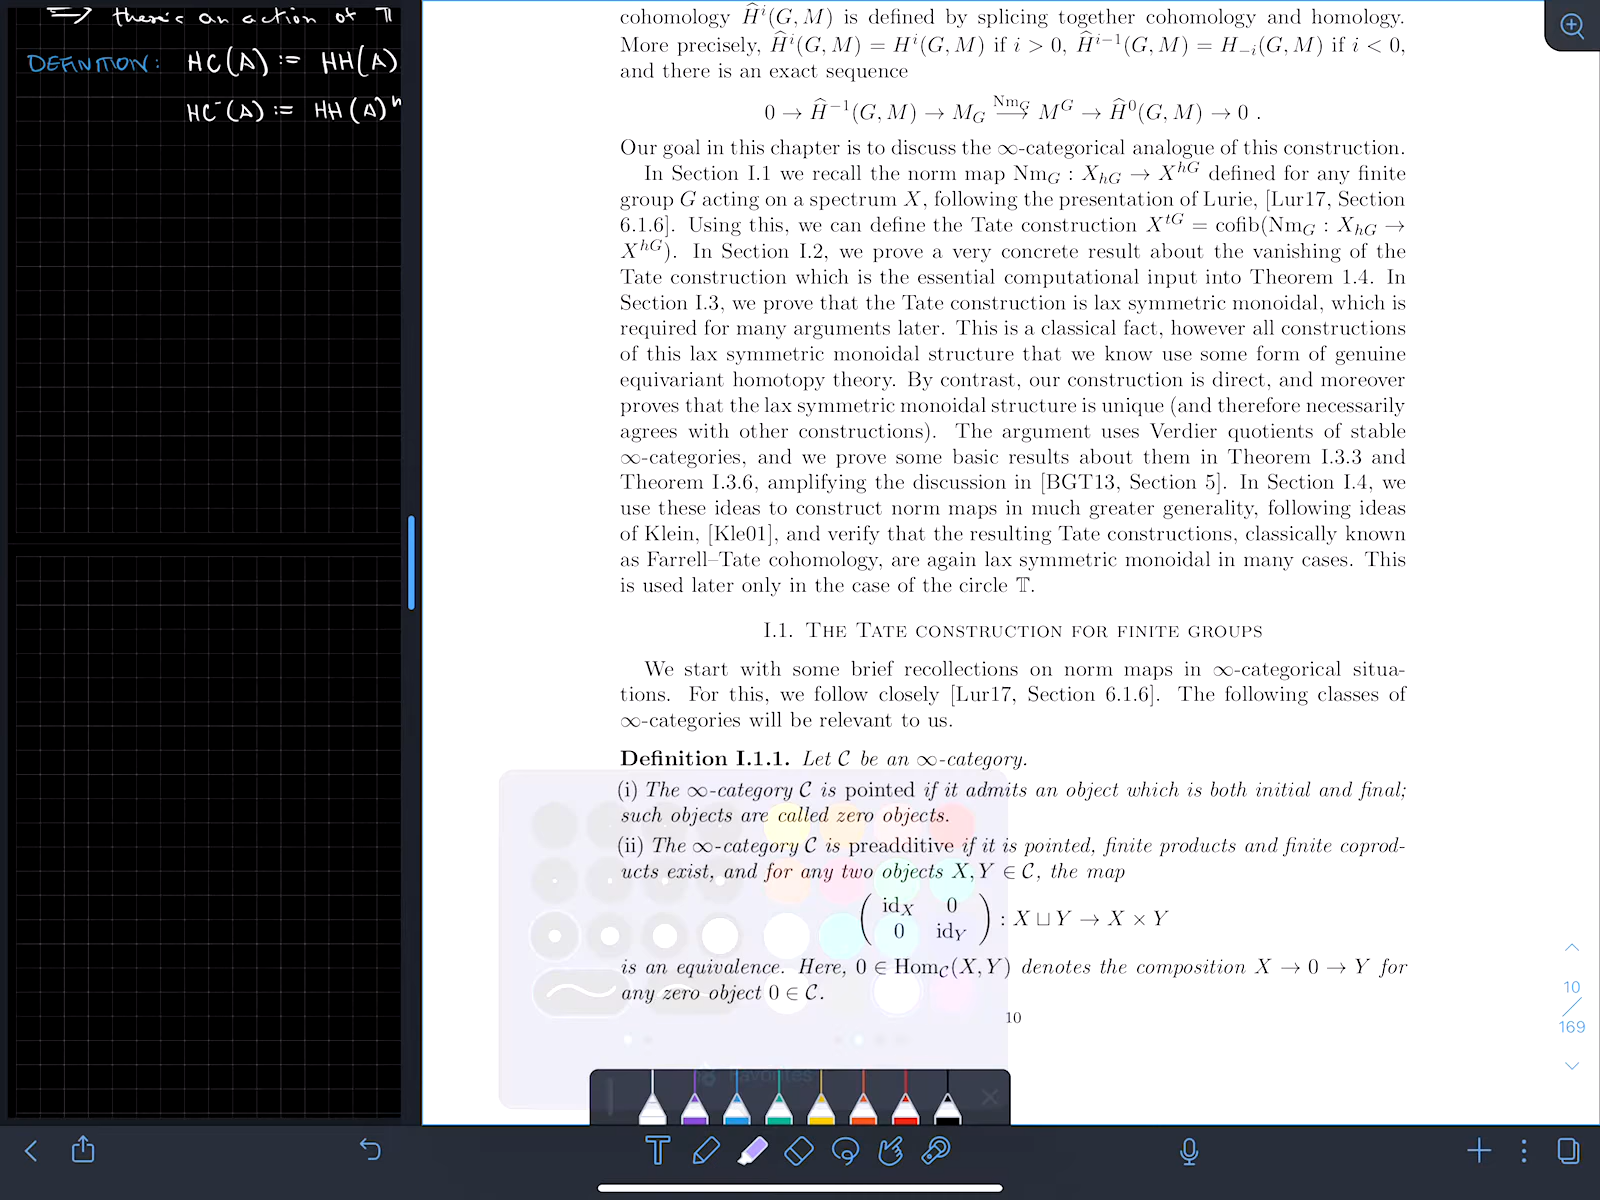 ⇒ there's an action of 𝕋
DEFINITION: HC(A) := HH(A)
HC⁻(A) := HH(A)ʰ
cohomology Ĥⁱ(G, M) is defined by splicing together cohomology and homology.
More precisely, Ĥⁱ(G, M) = Hⁱ(G, M) if i > 0, Ĥⁱ⁻¹(G, M) = H₋ᵢ(G, M) if i < 0,
and there is an exact sequence
0 → Ĥ⁻¹(G, M) → M_G \xrightarrow{Nm_G} M^G → Ĥ⁰(G, M) → 0 .
Our goal in this chapter is to discuss the ∞-categorical analogue of this construction.
In Section I.1 we recall the norm map Nm_G : X_{hG} → X^{hG} defined for any finite
group G acting on a spectrum X, following the presentation of Lurie, [Lur17, Section
6.1.6]. Using this, we can define the Tate construction X^{tG} = cofib(Nm_G : X_{hG} →
X^{hG}). In Section I.2, we prove a very concrete result about the vanishing of the
Tate construction which is the essential computational input into Theorem 1.4. In
Section I.3, we prove that the Tate construction is lax symmetric monoidal, which is
required for many arguments later. This is a classical fact, however all constructions
of this lax symmetric monoidal structure that we know use some form of genuine
equivariant homotopy theory. By contrast, our construction is direct, and moreover
proves that the lax symmetric monoidal structure is unique (and therefore necessarily
agrees with other constructions). The argument uses Verdier quotients of stable
∞-categories, and we prove some basic results about them in Theorem I.3.3 and
Theorem I.3.6, amplifying the discussion in [BGT13, Section 5]. In Section I.4, we
use these ideas to construct norm maps in much greater generality, following ideas
of Klein, [Kle01], and verify that the resulting Tate constructions, classically known
as Farrell–Tate cohomology, are again lax symmetric monoidal in many cases. This
is used later only in the case of the circle 𝕋.
I.1. THE TATE CONSTRUCTION FOR FINITE GROUPS
We start with some brief recollections on norm maps in ∞-categorical situa-
tions. For this, we follow closely [Lur17, Section 6.1.6]. The following classes of
∞-categories will be relevant to us.
Definition I.1.1. Let 𝒞 be an ∞-category.
(i) The ∞-category 𝒞 is pointed if it admits an object which is both initial and final;
such objects are called zero objects.
(ii) The ∞-category 𝒞 is preadditive if it is pointed, finite products and finite coprod-
ucts exist, and for any two objects X, Y ∈ 𝒞, the map
( id_X 0
0 id_Y ) : X ⊔ Y → X × Y
is an equivalence. Here, 0 ∈ Hom_𝒞(X, Y) denotes the composition X → 0 → Y for
any zero object 0 ∈ 𝒞.
10
10
/
169
Favorites
T